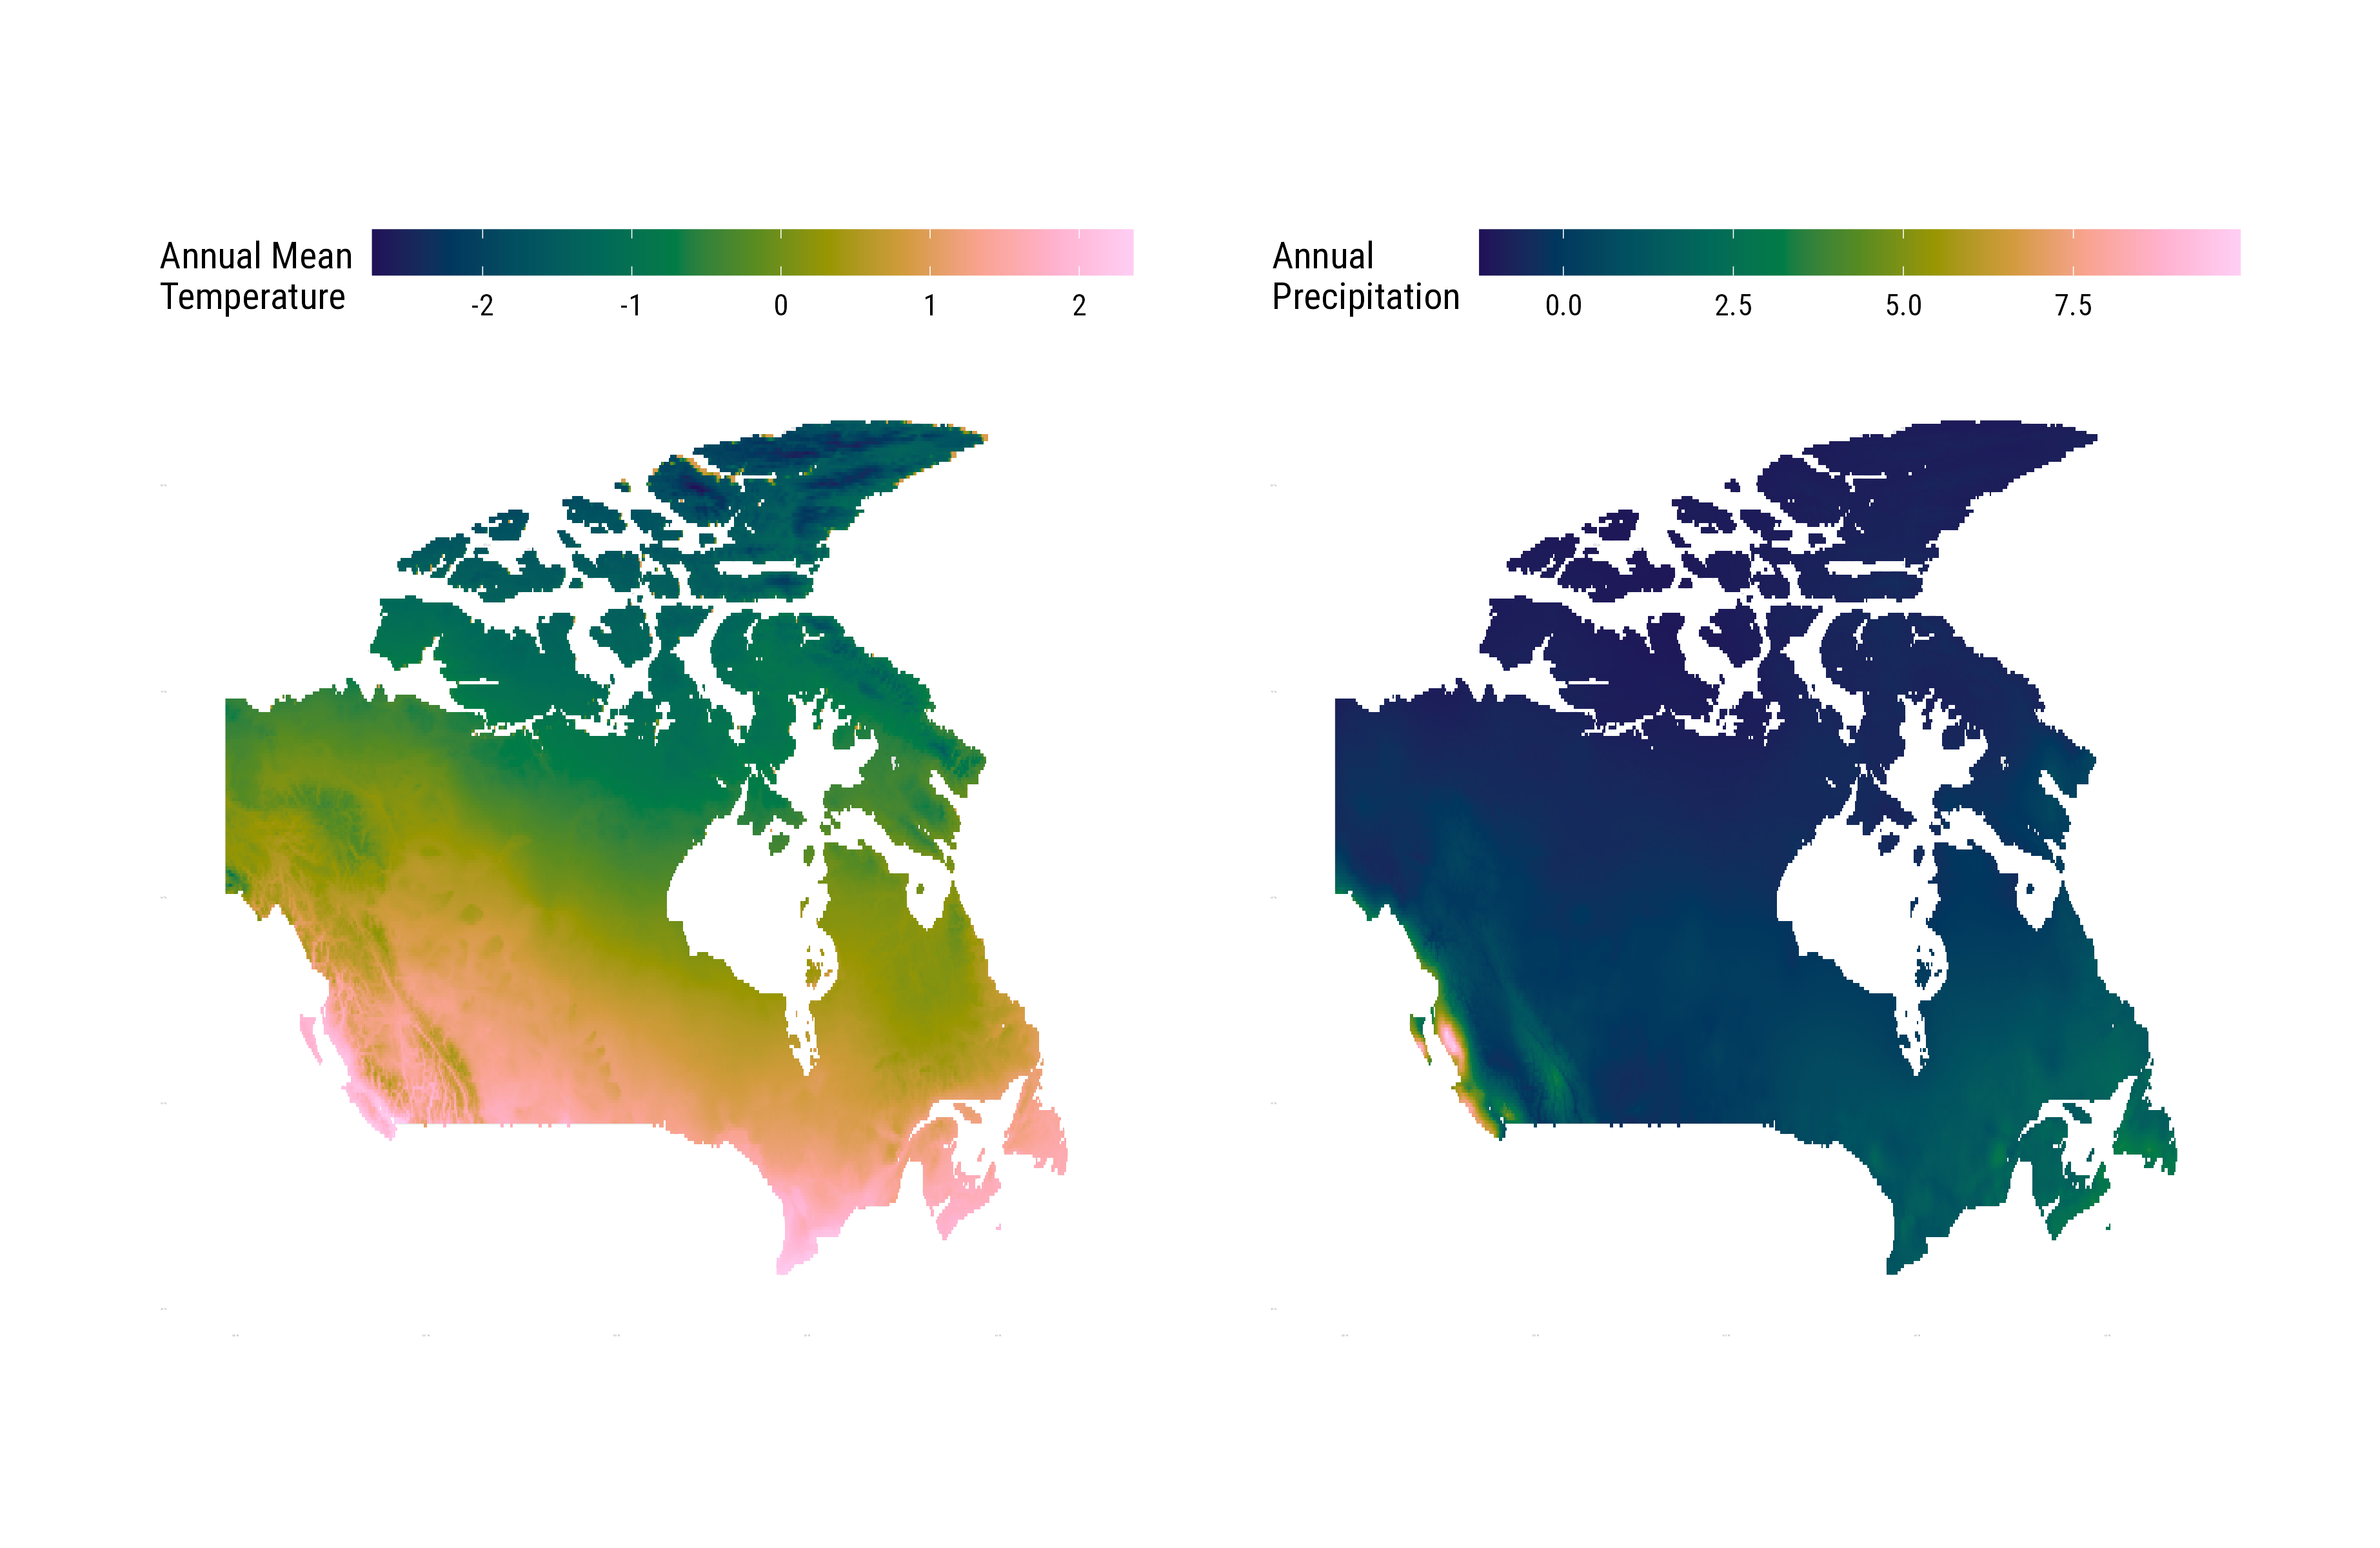 Annual Mean
Temperature
-2 -1 0 1 2
Annual
Precipitation
0.0 2.5 5.0 7.5